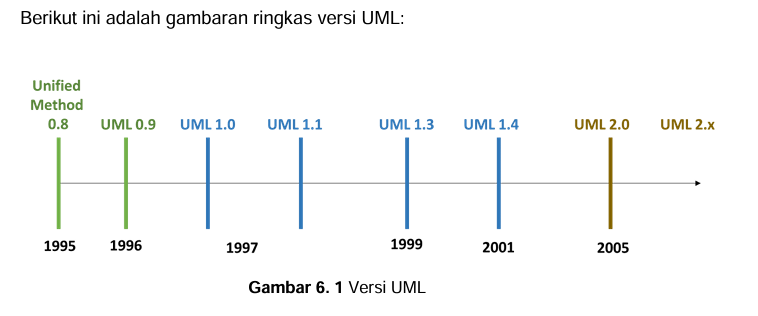 Berikut ini adalah gambaran ringkas versi UML:
Unified
Method
0.8
UML 0.9
UML 1.0
UML 1.1
UML 1.3
UML 1.4
UML 2.0
UML 2.x
1995
1996
1997
1999
2001
2005
Gambar 6. 1 Versi UML